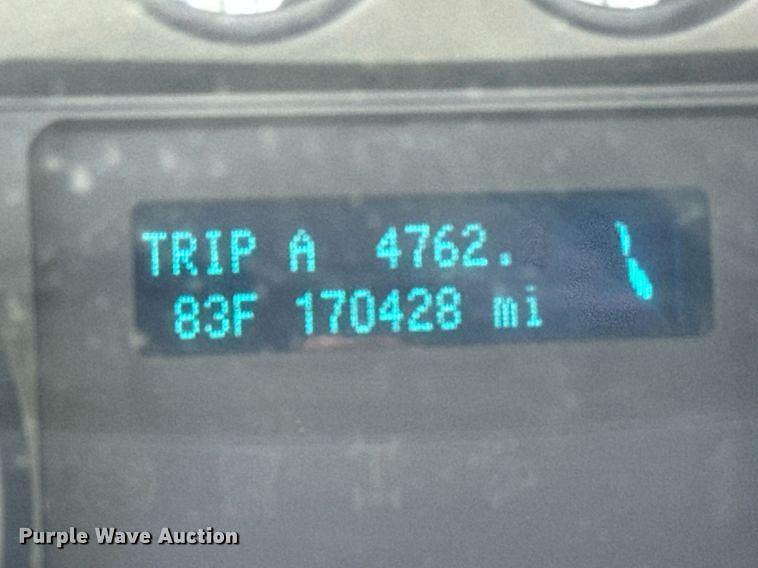 TRIP A 4762.
83F 170428 mi
Purple Wave Auction